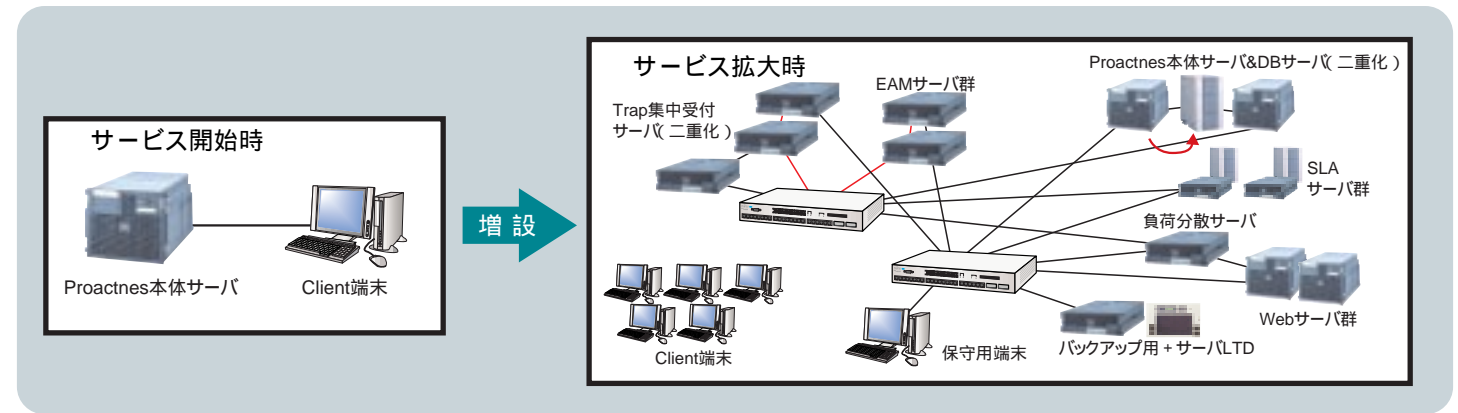 サービス開始時
Proactnes本体サーバ
Client端末
増 設
サービス拡大時
Trap集中受付
サーバ(二重化)
EAMサーバ群
Proactnes本体サーバ&DBサーバ(二重化)
SLA
サーバ群
負荷分散サーバ
Webサーバ群
バックアップ用+サーバLTD
保守用端末
Client端末